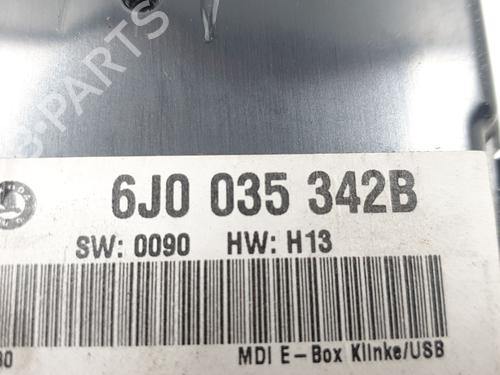 B-PARTS
6J0 035 342B
SW: 0090 HW: H13
MDI E-Box Klinke/USB